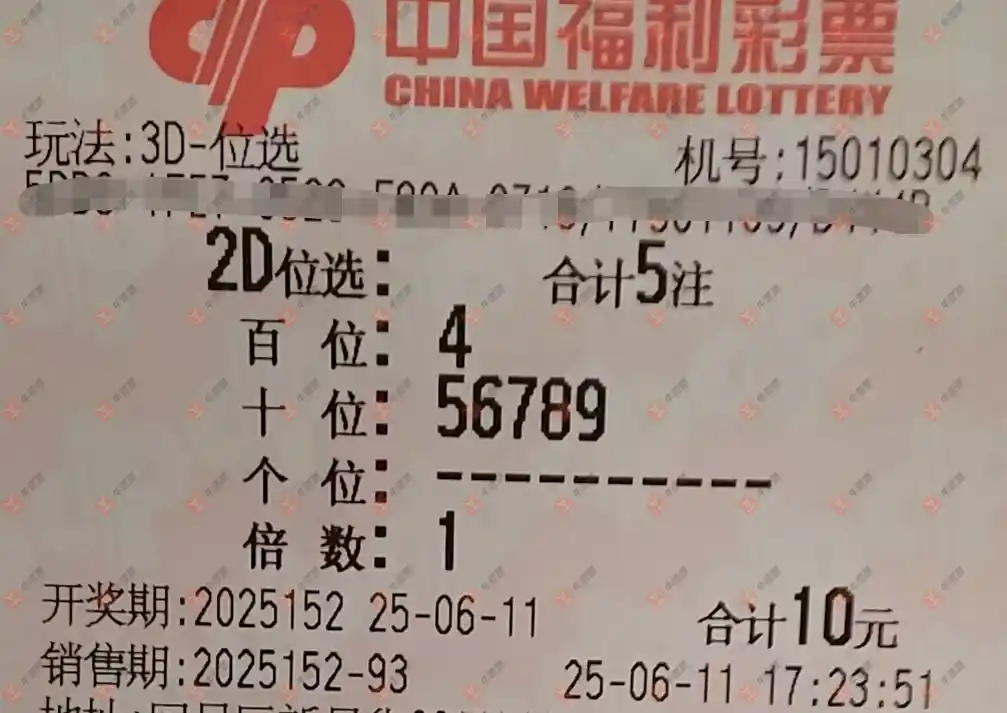 中国福利彩票
CHINA WELFARE LOTTERY
玩法:3D-位选
机号:15010304
2D位选: 合计5注
百 位: 4
十 位: 56789
个 位: ----------
倍 数: 1
开奖期:2025152 25-06-11 合计10元
销售期:2025152-93 25-06-11 17:23:51